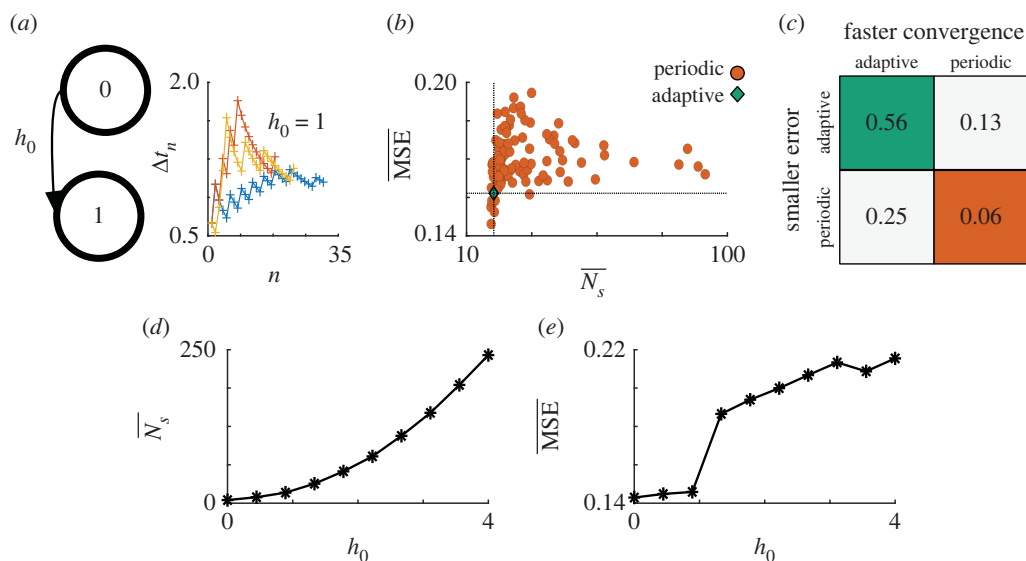 (a)
0
h0
1
2.0
Δtn
0.5
h0 = 1
0
35
n
(b)
periodic
adaptive
0.20
MSE
0.14
10
100
Ns
(c)
faster convergence
adaptive periodic
smaller error
adaptive
periodic
0.56 0.13
0.25 0.06
(d)
250
Ns
0
0
4
h0
(e)
0.22
MSE
0.14
0
4
h0